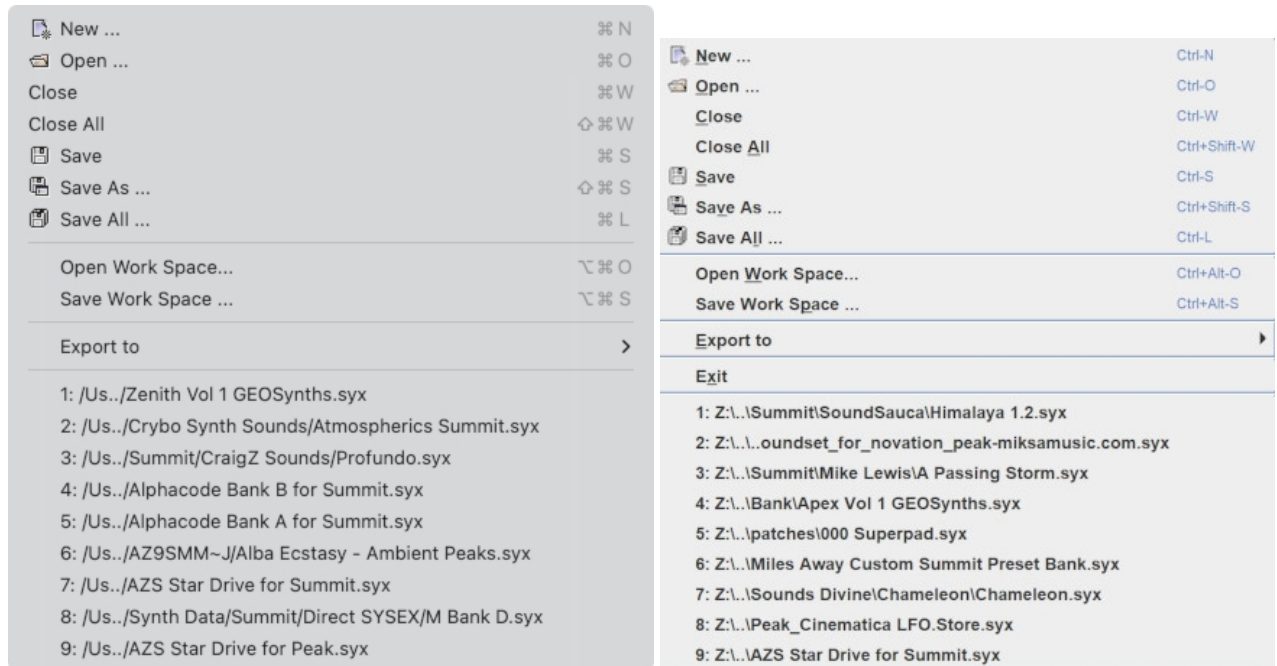 New ... ⌘ N
Open ... ⌘ O
Close ⌘ W
Close All ⇧ ⌘ W
Save ⌘ S
Save As ... ⇧ ⌘ S
Save All ... ⌘ L
Open Work Space... ⌥ ⌘ O
Save Work Space ... ⌥ ⌘ S
Export to
1: /Us../Zenith Vol 1 GEOSynths.syx
2: /Us../Crybo Synth Sounds/Atmospherics Summit.syx
3: /Us../Summit/CraigZ Sounds/Profundo.syx
4: /Us../Alphacode Bank B for Summit.syx
5: /Us../Alphacode Bank A for Summit.syx
6: /Us../AZ9SMM~J/Alba Ecstasy - Ambient Peaks.syx
7: /Us../AZS Star Drive for Summit.syx
8: /Us../Synth Data/Summit/Direct SYSEX/M Bank D.syx
9: /Us../AZS Star Drive for Peak.syx
New ... Ctrl-N
Open ... Ctrl-O
Close Ctrl-W
Close All Ctrl+Shift-W
Save Ctrl-S
Save As ... Ctrl+Shift-S
Save All ... Ctrl-L
Open Work Space... Ctrl+Alt-O
Save Work Space ... Ctrl+Alt-S
Export to
Exit
1: Z:\..\Summit\SoundSauca\Himalaya 1.2.syx
2: Z:\..\..oundset_for_novation_peak-miksamusic.com.syx
3: Z:\..\Summit\Mike Lewis\A Passing Storm.syx
4: Z:\..\Bank\Apex Vol 1 GEOSynths.syx
5: Z:\..\patches\000 Superpad.syx
6: Z:\..\Miles Away Custom Summit Preset Bank.syx
7: Z:\..\Sounds Divine\Chameleon\Chameleon.syx
8: Z:\..\Peak_Cinematica LFO.Store.syx
9: Z:\..\AZS Star Drive for Summit.syx